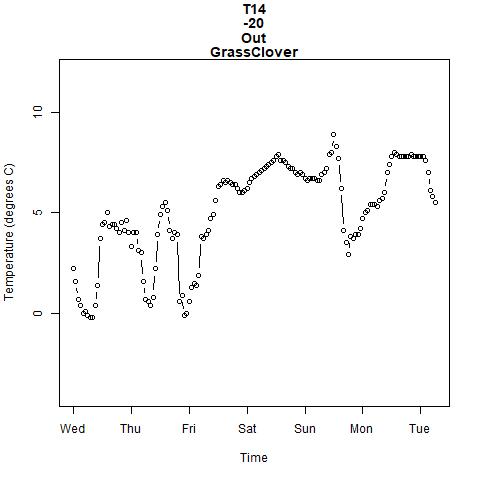 T14
-20
Out
GrassClover
Temperature (degrees C)
10
5
0
Wed Thu Fri Sat Sun Mon Tue
Time